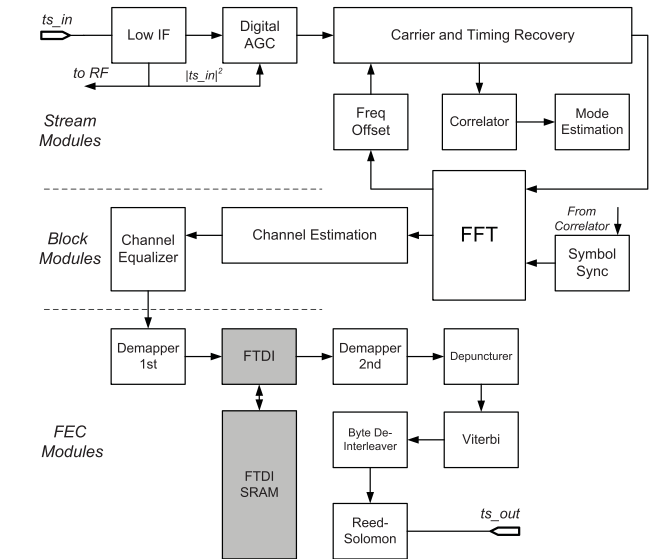 ts_in
Low IF
Digital
AGC
Carrier and Timing Recovery
to RF
|ts_in|²
Stream
Modules
Freq
Offset
Correlator
Mode
Estimation
Block
Modules
Channel
Equalizer
Channel Estimation
FFT
From
Correlator
Symbol
Sync
Demapper
1st
FTDI
Demapper
2nd
Depuncturer
FEC
Modules
FTDI
SRAM
Byte De-
Interleaver
Viterbi
Reed-
Solomon
ts_out